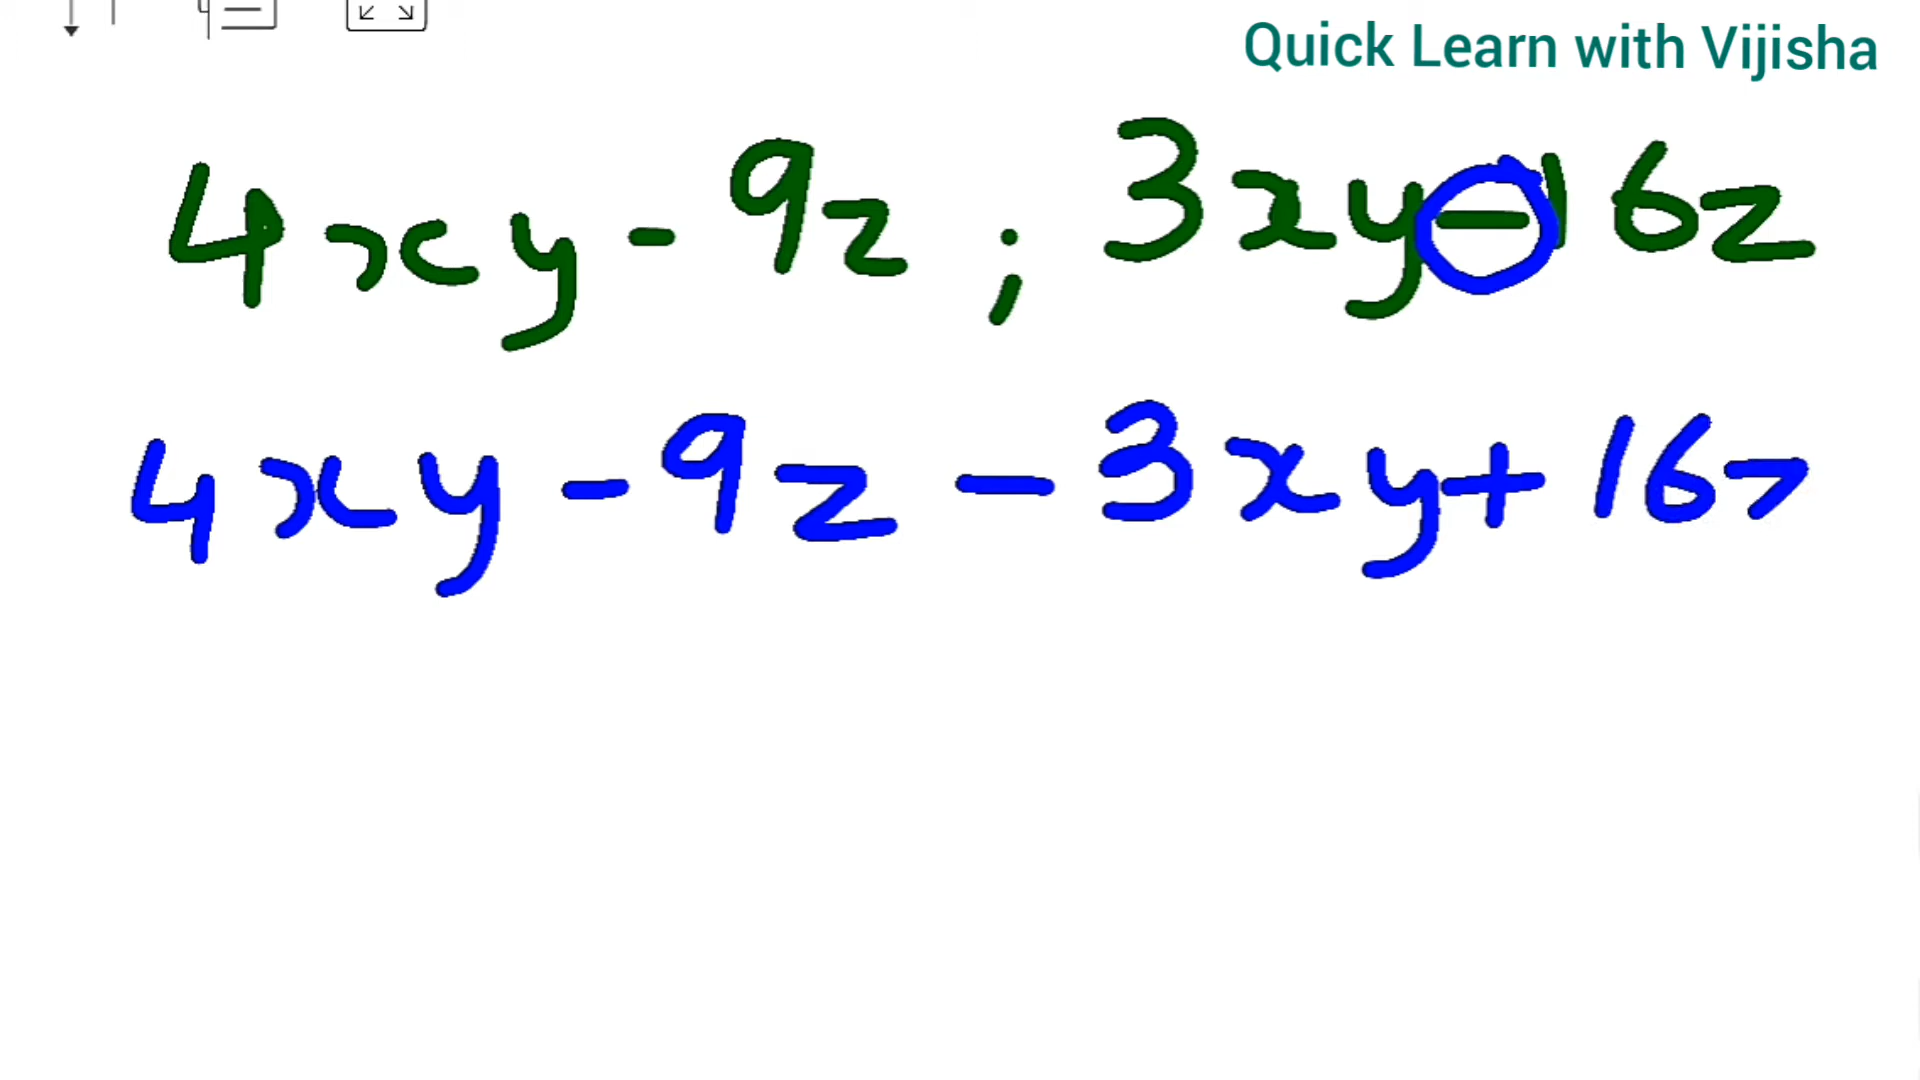 Quick Learn with Vijisha
4xy - 9z ; 3xy - 16z
4xy - 9z - 3xy + 16z